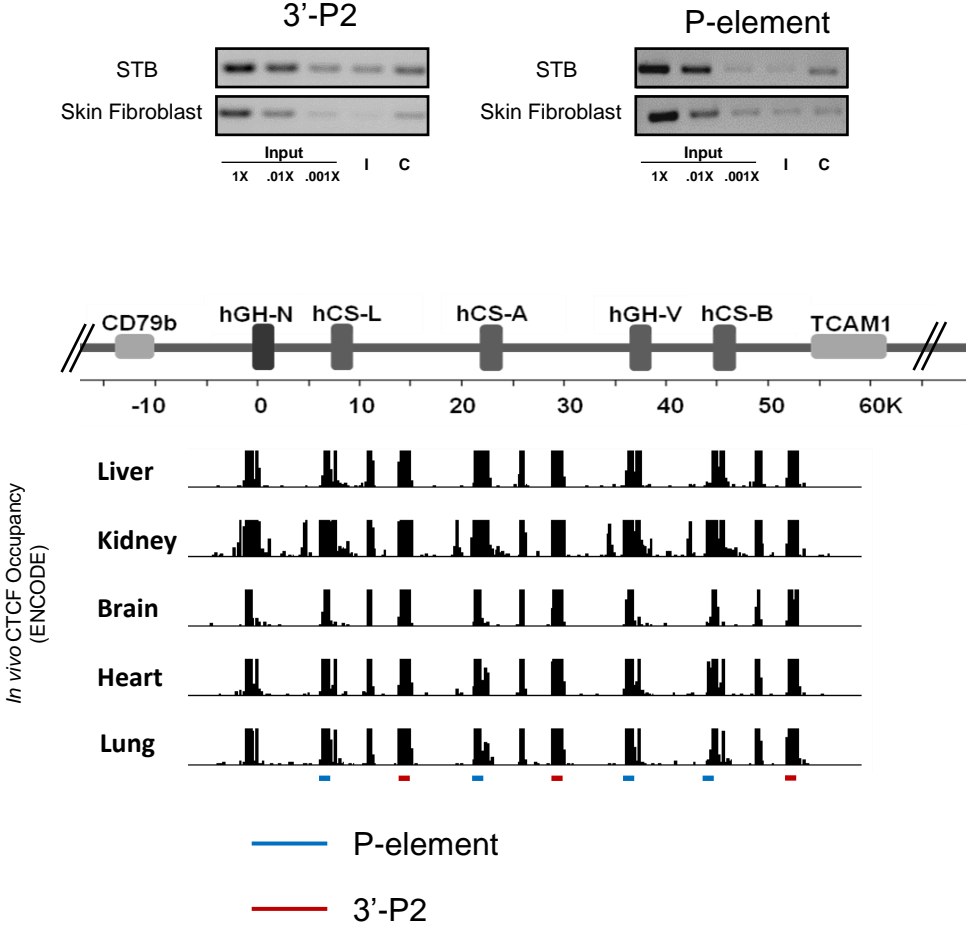 3’-P2
P-element
STB
Skin Fibroblast
STB
Skin Fibroblast
Input
1X .01X .001X I C
Input
1X .01X .001X I C
CD79b hGH-N hCS-L hCS-A hGH-V hCS-B TCAM1
-10 0 10 20 30 40 50 60K
In vivo CTCF Occupancy
(ENCODE)
Liver
Kidney
Brain
Heart
Lung
P-element
3’-P2